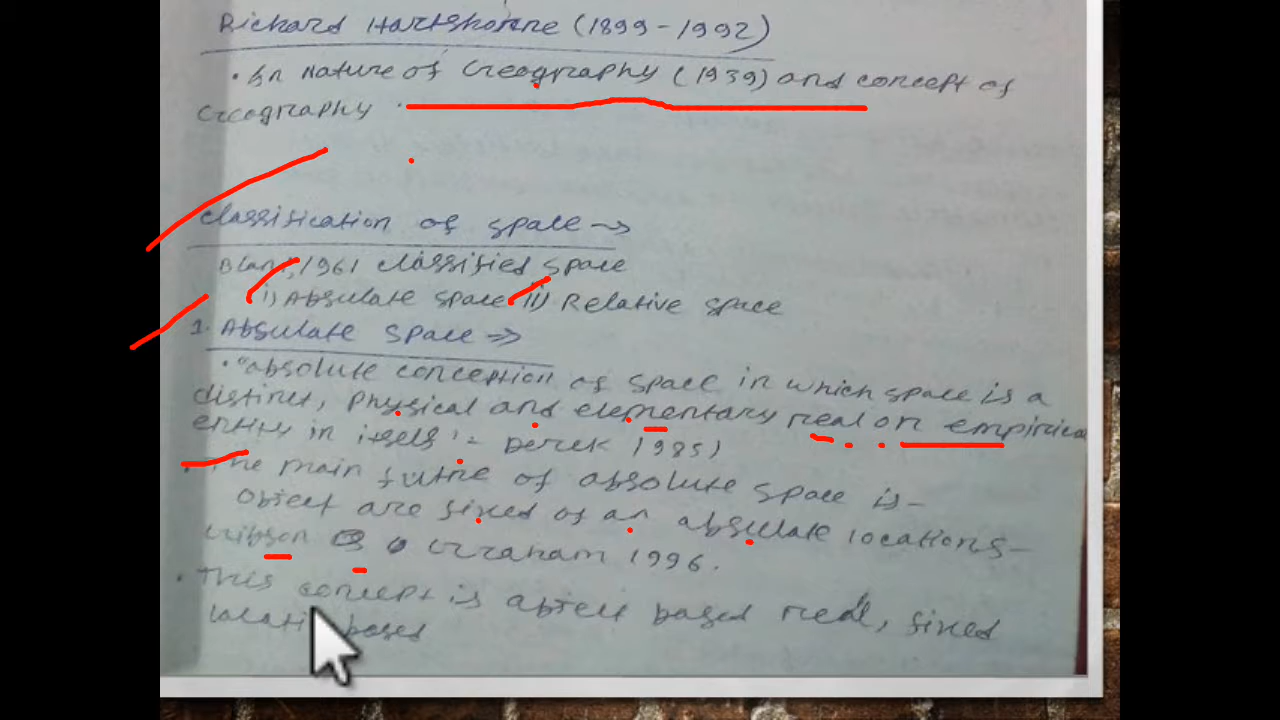 Richard Hartshorne (1899-1992)
• In Nature of Geography (1939) and concept of
Geography.
classification of space →
Blant, 1961 classified space
i) Absulate space ii) Relative space
1. Absulate space ⇒
• "absolute conception of space in which space is a
distinct, physical and elementary real or empirical
entity in itself" - Derek 1985)
• The main futne of absolute space is-
object are fixed of an absulate locations-
Gibson & Graham 1996.
• This concept is abject based real, fixed
based